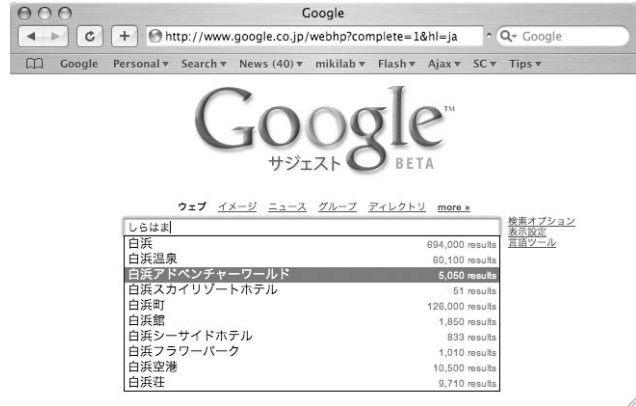 Google
http://www.google.co.jp/webhp?complete=1&hl=ja
Google
Google Personal Search News (40) mikilab Flash Ajax SC Tips
Google™
サジェスト BETA
ウェブ イメージ ニュース グループ ディレクトリ more »
しらはま
検索オプション
表示設定
言語ツール
白浜 694,000 results
白浜温泉 60,100 results
白浜アドベンチャーワールド 5,050 results
白浜スカイリゾートホテル 51 results
白浜町 126,000 results
白浜館 1,850 results
白浜シーサイドホテル 833 results
白浜フラワーパーク 1,010 results
白浜空港 10,500 results
白浜荘 9,710 results